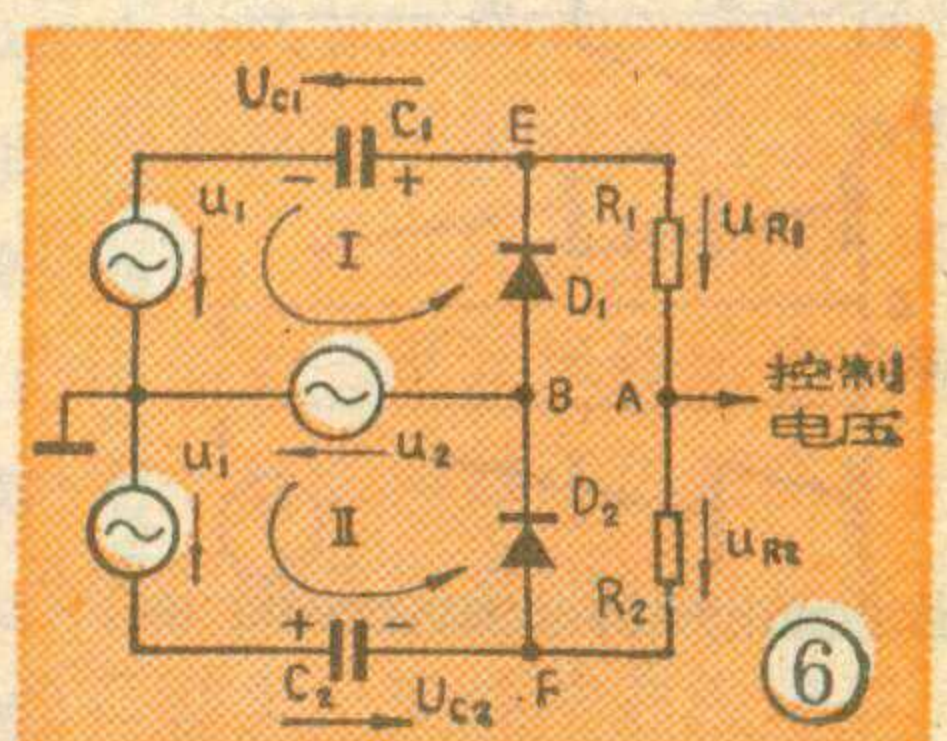 Uc1
C1
E
− +
u1
I
R1
uR1
D1
B
A
控制
电压
u1
u2
D2
II
uR2
R2
+ −
C2
Uc2
F
6